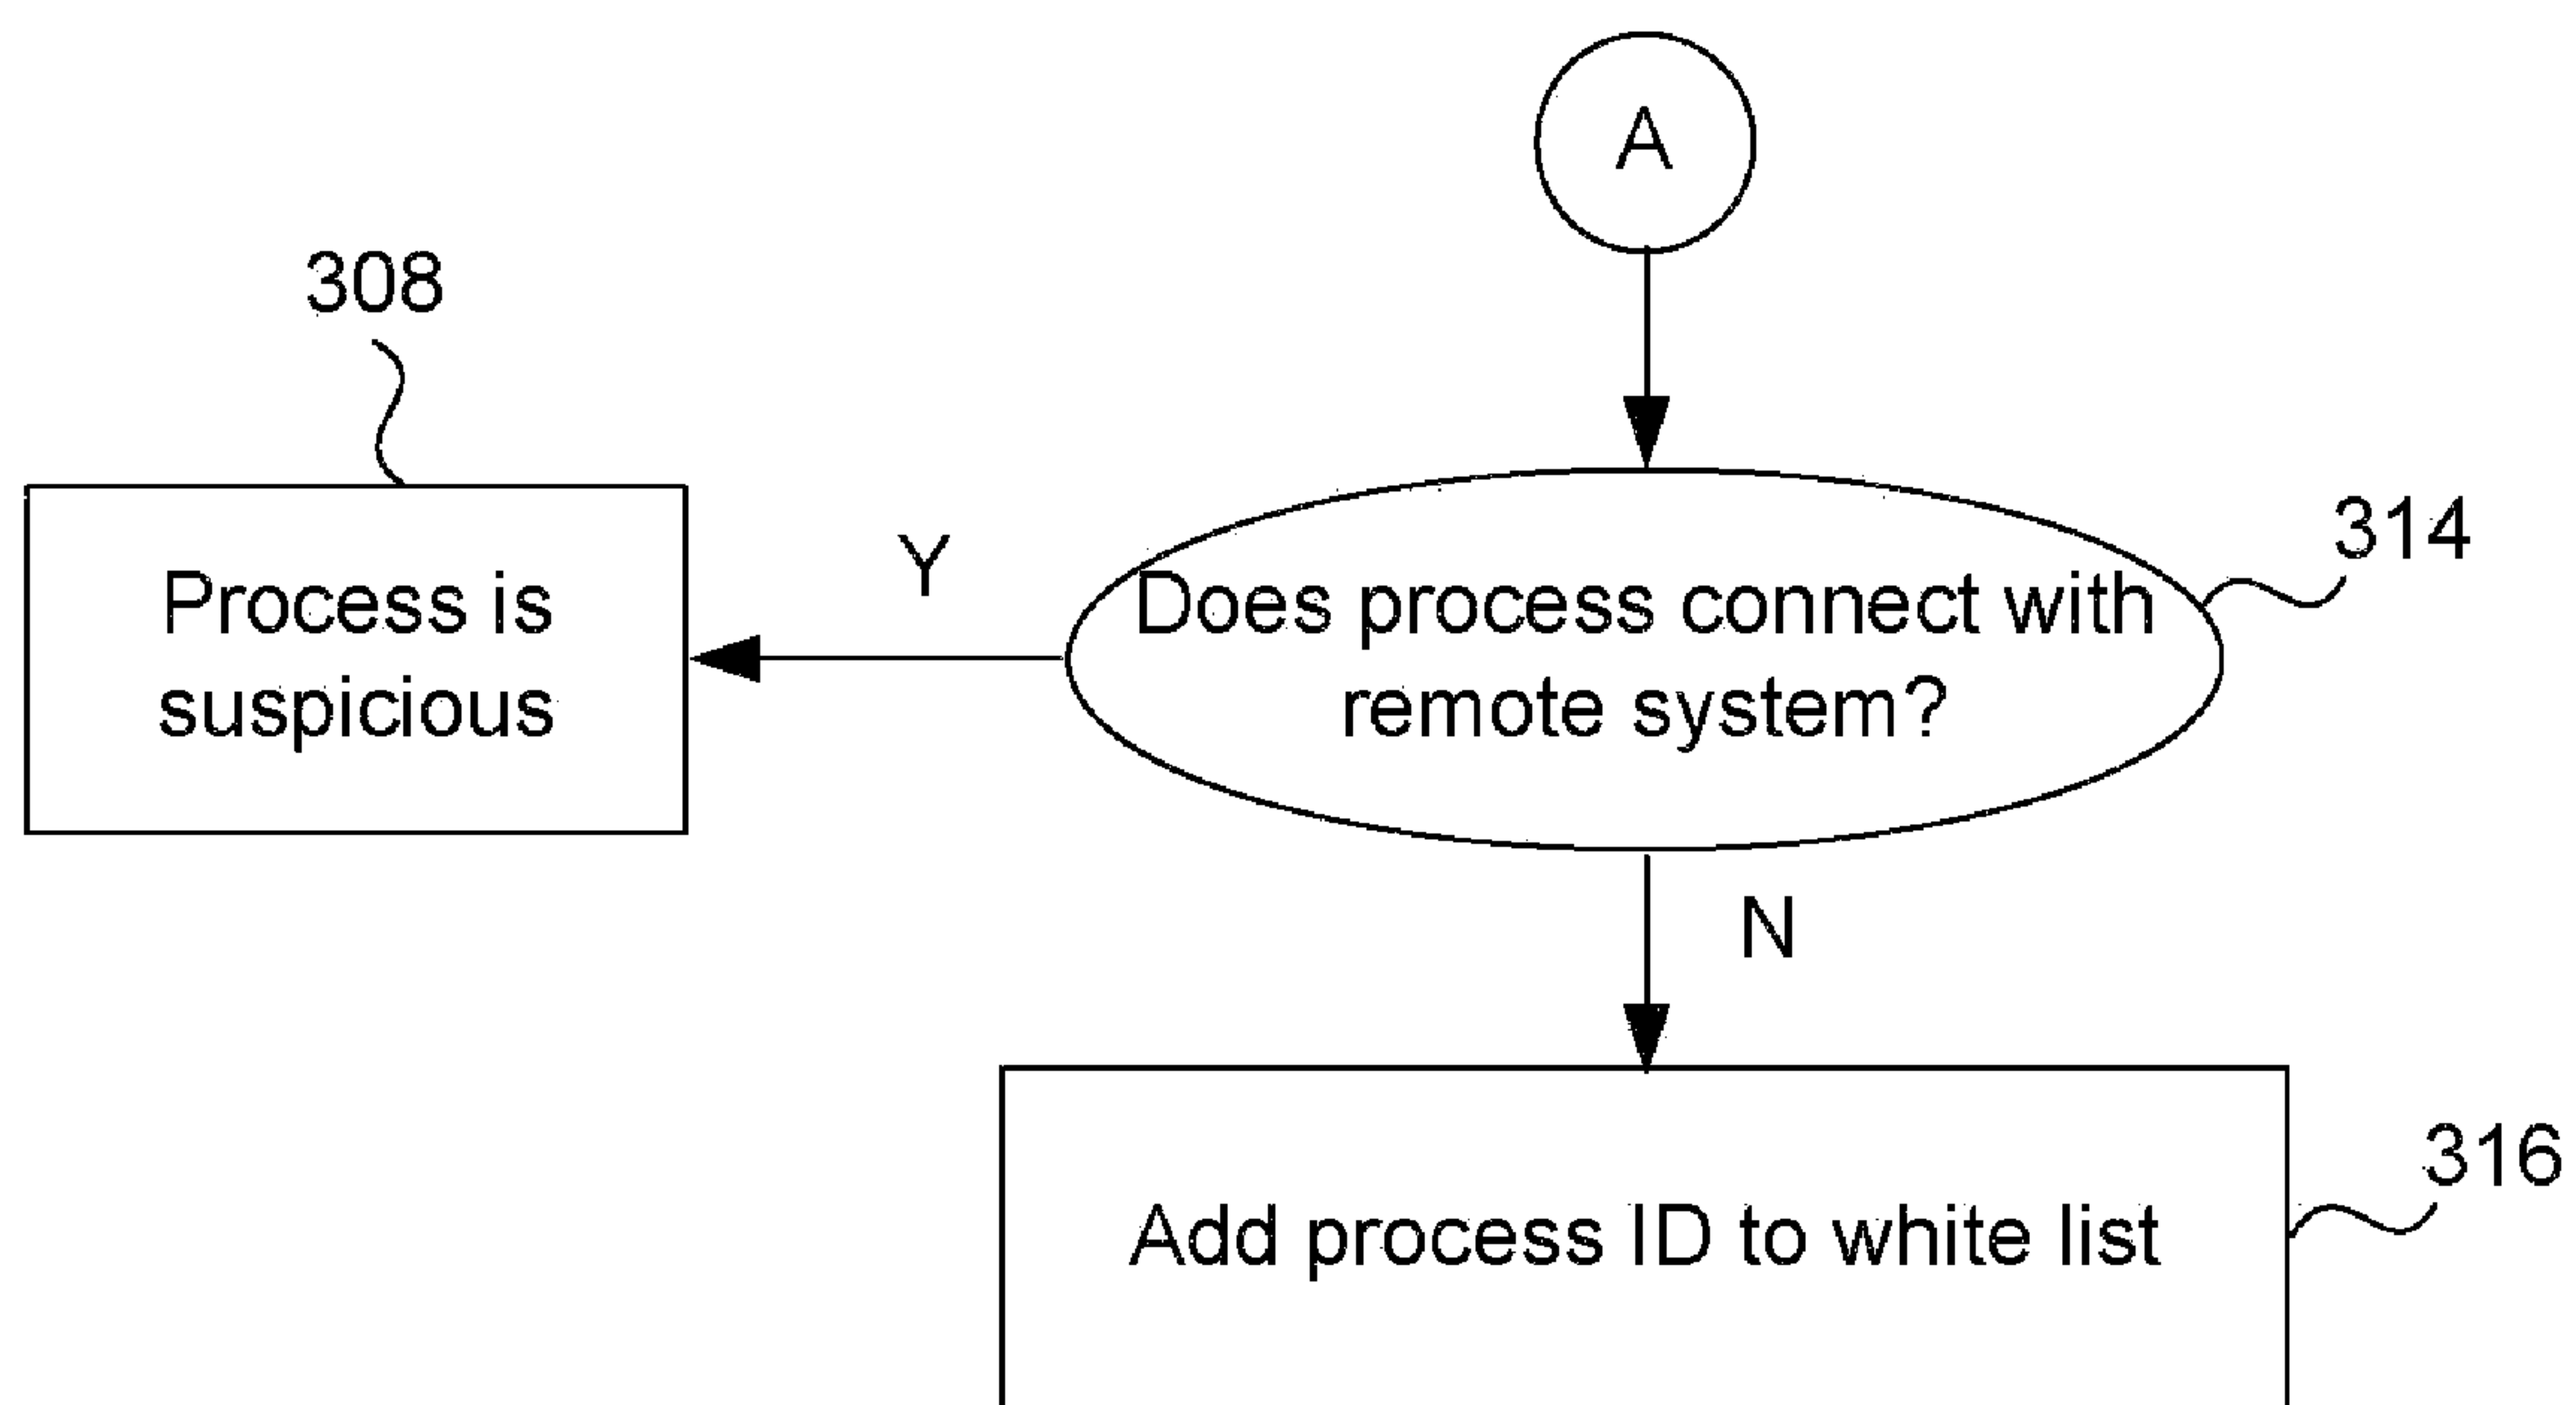 A
308
Process is
suspicious
Y
Does process connect with
remote system?
314
N
Add process ID to white list
316